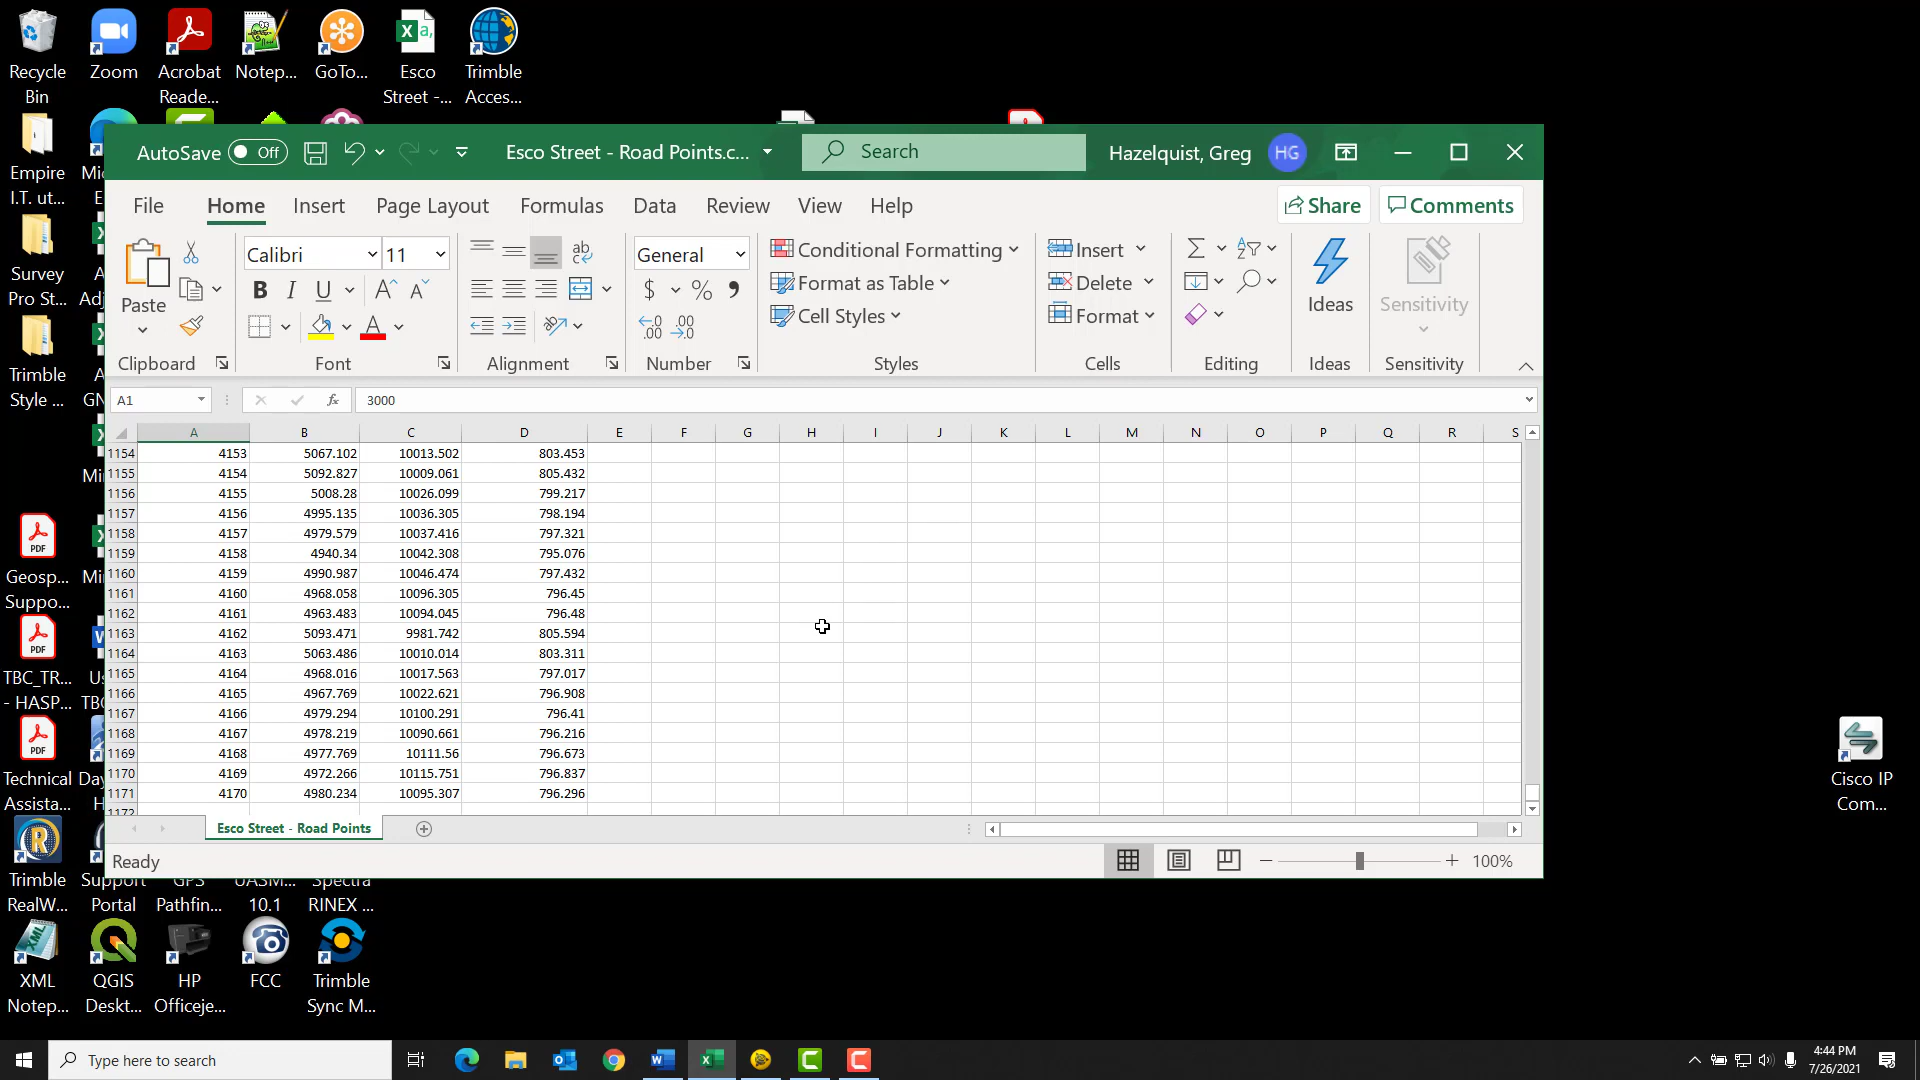 Recycle Bin
Zoom
Acrobat Reade...
Notep...
GoTo...
Esco Street -...
Trimble Acces...
Empire I.T. ut...
Survey Pro St...
Trimble Style ...
Geosp... Suppo...
TBC_TR... - HASP...
Technical Assista...
Trimble RealW...
Support Portal
GPS Pathfin...
UASM... 10.1
Spectra RINEX ...
XML Notep...
QGIS Deskt...
HP Officeje...
FCC
Trimble Sync M...
Cisco IP Com...
AutoSave Off
Esco Street - Road Points.c...
Search
Hazelquist, Greg HG
File Home Insert Page Layout Formulas Data Review View Help
Share Comments
Paste
Calibri 11
General
Conditional Formatting
Format as Table
Cell Styles
Insert
Delete
Format
Ideas
Sensitivity
Clipboard Font Alignment Number Styles Cells Editing Ideas Sensitivity
A1 fx 3000
A B C D E F G H I J K L M N O P Q R S
1154 4153 5067.102 10013.502 803.453
1155 4154 5092.827 10009.061 805.432
1156 4155 5008.28 10026.099 799.217
1157 4156 4995.135 10036.305 798.194
1158 4157 4979.579 10037.416 797.321
1159 4158 4940.34 10042.308 795.076
1160 4159 4990.987 10046.474 797.432
1161 4160 4968.058 10096.305 796.45
1162 4161 4963.483 10094.045 796.48
1163 4162 5093.471 9981.742 805.594
1164 4163 5063.486 10010.014 803.311
1165 4164 4968.016 10017.563 797.017
1166 4165 4967.769 10022.621 796.908
1167 4166 4979.294 10100.291 796.41
1168 4167 4978.219 10090.661 796.216
1169 4168 4977.769 10111.56 796.673
1170 4169 4972.266 10115.751 796.837
1171 4170 4980.234 10095.307 796.296
1172
Esco Street - Road Points
Ready
100%
Type here to search
4:44 PM
7/26/2021